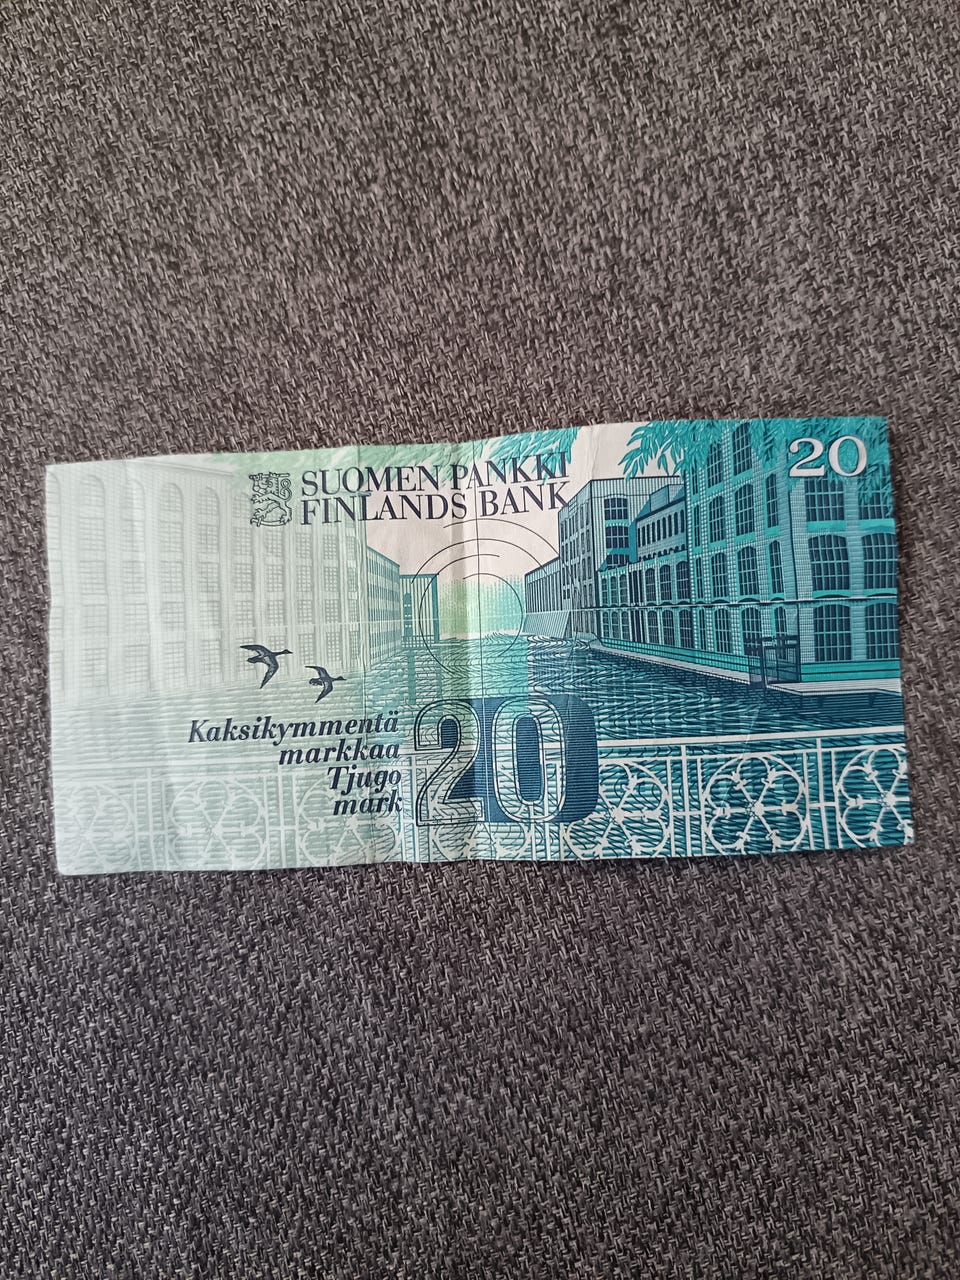 SUOMEN PANKKI
FINLANDS BANK
20
Kaksikymmentä
markkaa
Tjugo
mark
20